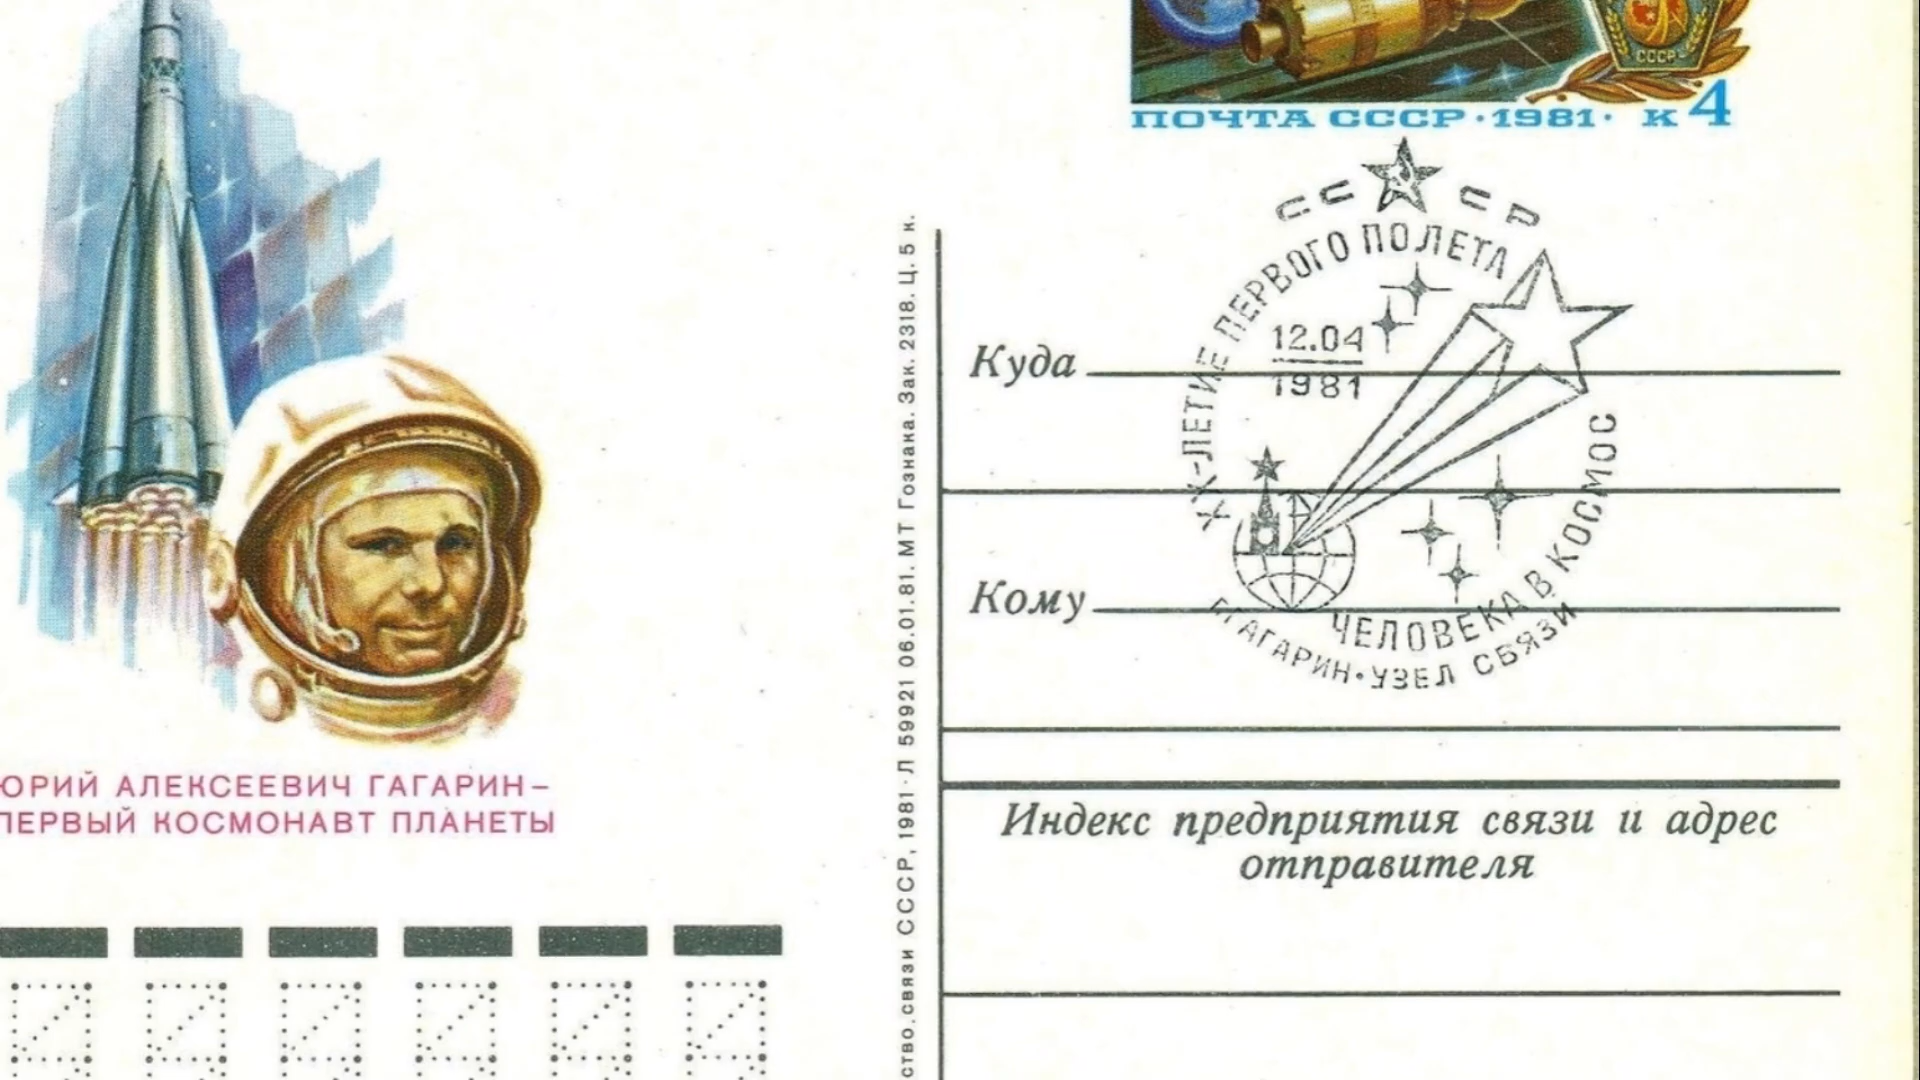 СССР
ПОЧТА СССР · 1981 · К 4
СССР
XX-ЛЕТИЕ ПЕРВОГО ПОЛЕТА
ЧЕЛОВЕКА В КОСМОС
12.04
1981
ГАГАРИН • УЗЕЛ СВЯЗИ
Куда
Кому
Индекс предприятия связи и адрес
отправителя
СВЯЗИ СССР, 1981. Л 59921 06.01.81. МТ Гознака. Зак. 2318. Ц. 5 к.
ЮРИЙ АЛЕКСЕЕВИЧ ГАГАРИН–
ПЕРВЫЙ КОСМОНАВТ ПЛАНЕТЫ